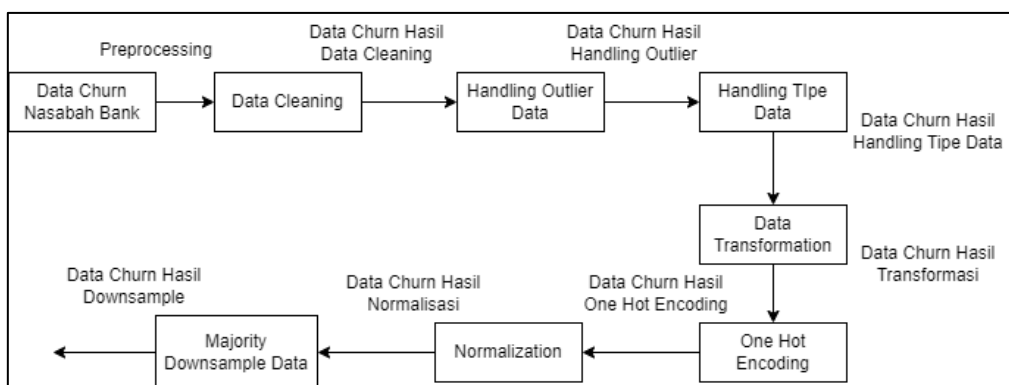 Preprocessing
Data Churn Hasil
Data Cleaning
Data Churn Hasil
Handling Outlier
Data Churn
Nasabah Bank
Data Cleaning
Handling Outlier
Data
Handling TIpe
Data
Data Churn Hasil
Handling Tipe Data
Data
Transformation
Data Churn Hasil
Transformasi
One Hot
Encoding
Data Churn Hasil
One Hot Encoding
Normalization
Data Churn Hasil
Normalisasi
Majority
Downsample Data
Data Churn Hasil
Downsample